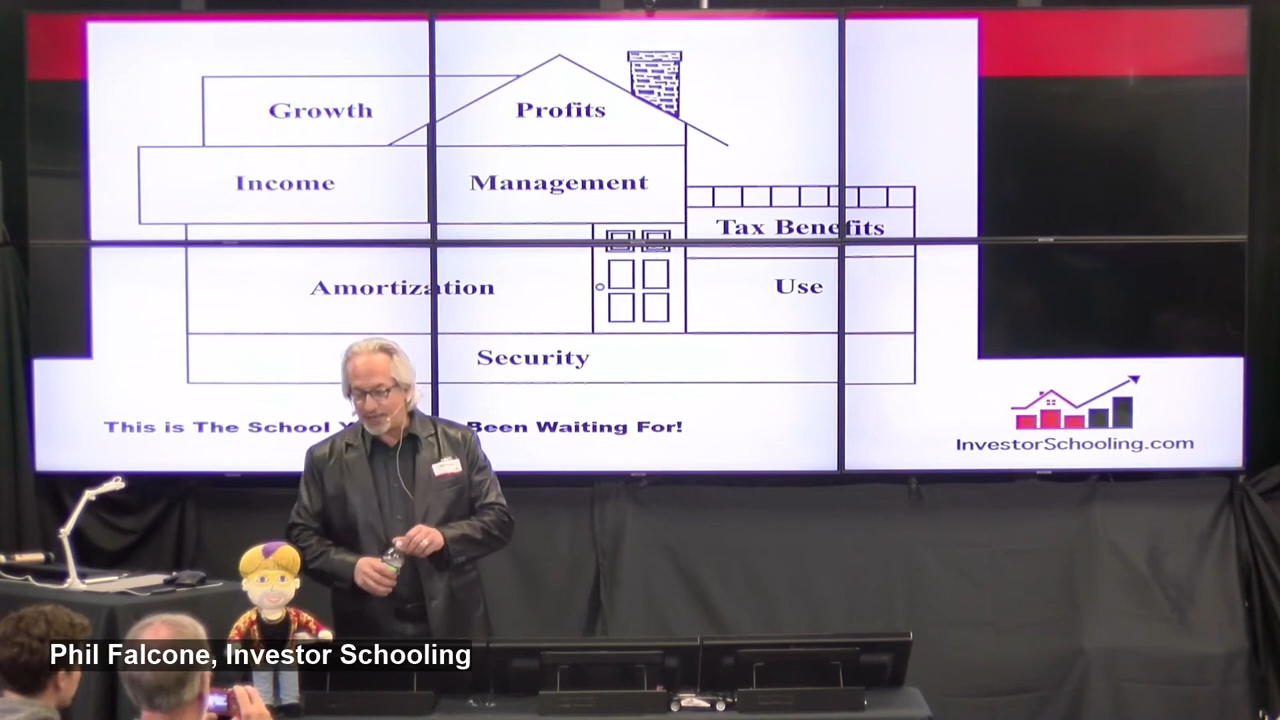 Growth
Profits
Income
Management
Tax Benefits
Amortization
Use
Security
This is The School Y Been Waiting For!
InvestorSchooling.com
Phil Falcone, Investor Schooling